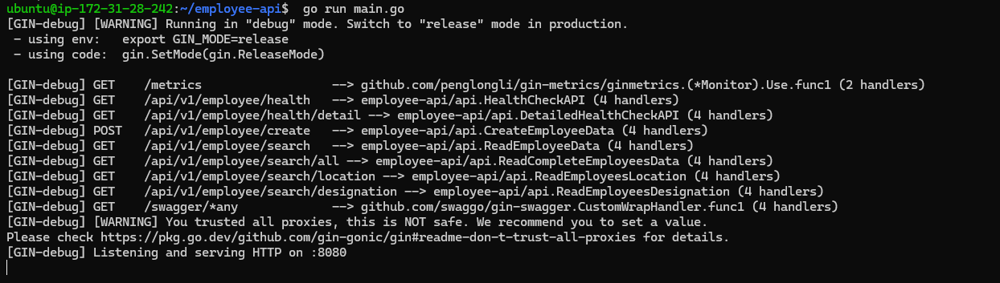 ubuntu@ip-172-31-28-242:~/employee-api$  go run main.go
[GIN-debug] [WARNING] Running in "debug" mode. Switch to "release" mode in production.
 - using env:   export GIN_MODE=release
 - using code:  gin.SetMode(gin.ReleaseMode)

[GIN-debug] GET    /metrics                  --> github.com/penglongli/gin-metrics/ginmetrics.(*Monitor).Use.func1 (2 handlers)
[GIN-debug] GET    /api/v1/employee/health   --> employee-api/api.HealthCheckAPI (4 handlers)
[GIN-debug] GET    /api/v1/employee/health/detail --> employee-api/api.DetailedHealthCheckAPI (4 handlers)
[GIN-debug] POST   /api/v1/employee/create   --> employee-api/api.CreateEmployeeData (4 handlers)
[GIN-debug] GET    /api/v1/employee/search   --> employee-api/api.ReadEmployeeData (4 handlers)
[GIN-debug] GET    /api/v1/employee/search/all --> employee-api/api.ReadCompleteEmployeesData (4 handlers)
[GIN-debug] GET    /api/v1/employee/search/location --> employee-api/api.ReadEmployeesLocation (4 handlers)
[GIN-debug] GET    /api/v1/employee/search/designation --> employee-api/api.ReadEmployeesDesignation (4 handlers)
[GIN-debug] GET    /swagger/*any             --> github.com/swaggo/gin-swagger.CustomWrapHandler.func1 (4 handlers)
[GIN-debug] [WARNING] You trusted all proxies, this is NOT safe. We recommend you to set a value.
Please check https://pkg.go.dev/github.com/gin-gonic/gin#readme-don-t-trust-all-proxies for details.
[GIN-debug] Listening and serving HTTP on :8080